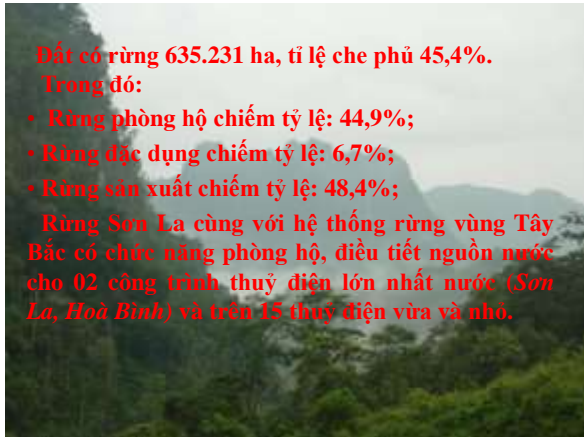 Đất có rừng 635.231 ha, tỉ lệ che phủ 45,4%.
Trong đó:
• Rừng phòng hộ chiếm tỷ lệ: 44,9%;
• Rừng đặc dụng chiếm tỷ lệ: 6,7%;
• Rừng sản xuất chiếm tỷ lệ: 48,4%;
Rừng Sơn La cùng với hệ thống rừng vùng Tây
Bắc có chức năng phòng hộ, điều tiết nguồn nước
cho 02 công trình thuỷ điện lớn nhất nước (Sơn
La, Hoà Bình) và trên 15 thuỷ điện vừa và nhỏ.